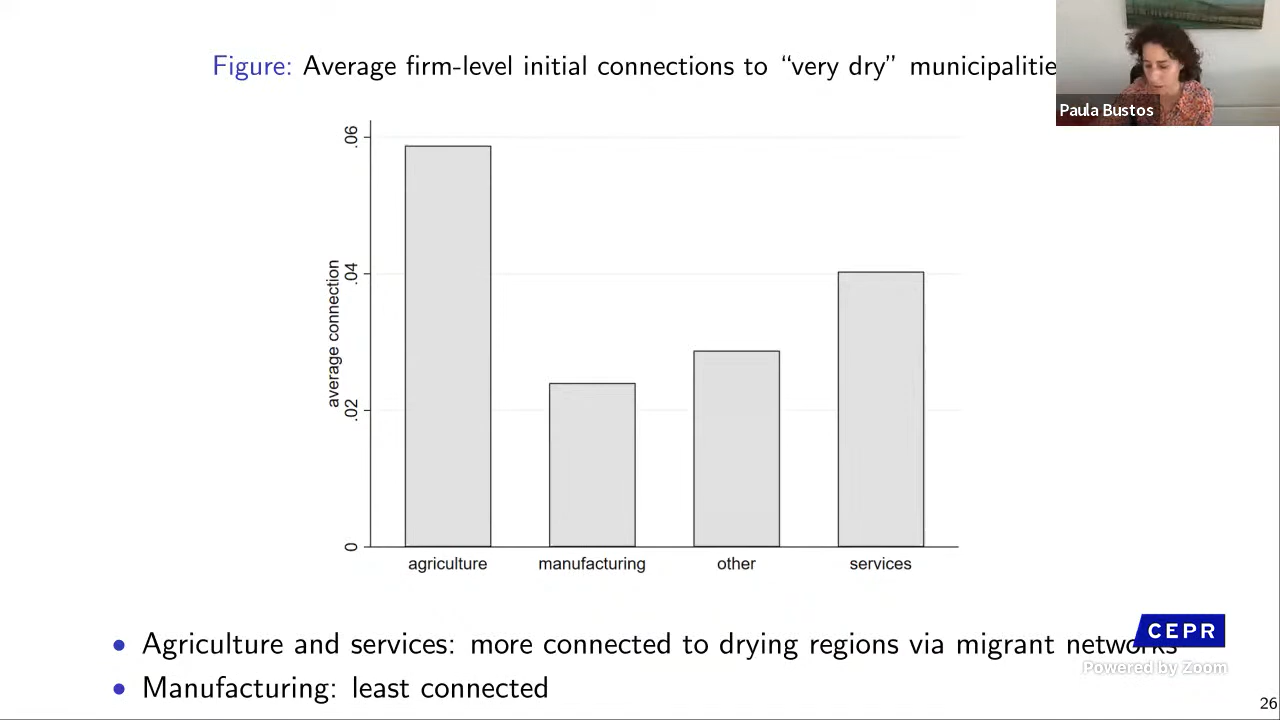 Figure: Average firm-level initial connections to “very dry” municipalitie
Paula Bustos
average connection
.06
.04
.02
0
agriculture manufacturing other services
• Agriculture and services: more connected to drying regions via migrant networks
CEPR
Powered by Zoom
• Manufacturing: least connected
26